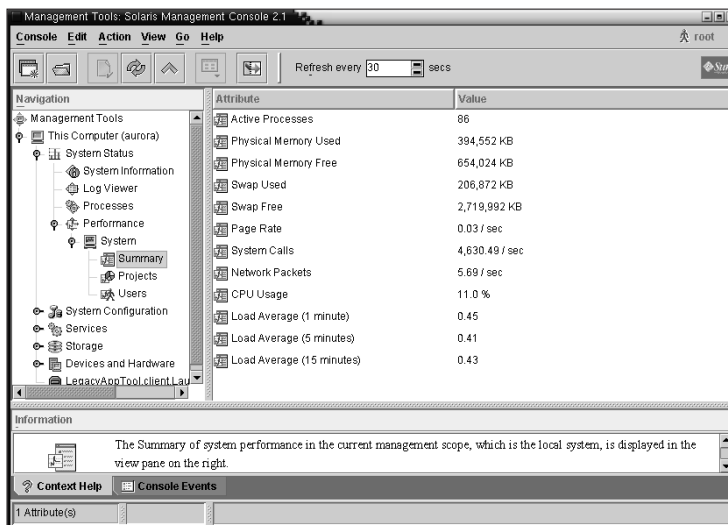 Management Tools: Solaris Management Console 2.1
Console Edit Action View Go Help
root
Refresh every 30 secs
Sun
Navigation
Attribute Value
Management Tools
This Computer (aurora)
System Status
System Information
Log Viewer
Processes
Performance
System
Summary
Projects
Users
System Configuration
Services
Storage
Devices and Hardware
LegacyAppTool.client.Lau
Active Processes 86
Physical Memory Used 394,552 KB
Physical Memory Free 654,024 KB
Swap Used 206,872 KB
Swap Free 2,719,992 KB
Page Rate 0.03 / sec
System Calls 4,630.49 / sec
Network Packets 5.69 / sec
CPU Usage 11.0 %
Load Average (1 minute) 0.45
Load Average (5 minutes) 0.41
Load Average (15 minutes) 0.43
Information
The Summary of system performance in the current management scope, which is the local system, is displayed in the
view pane on the right.
Context Help Console Events
1 Attribute(s)